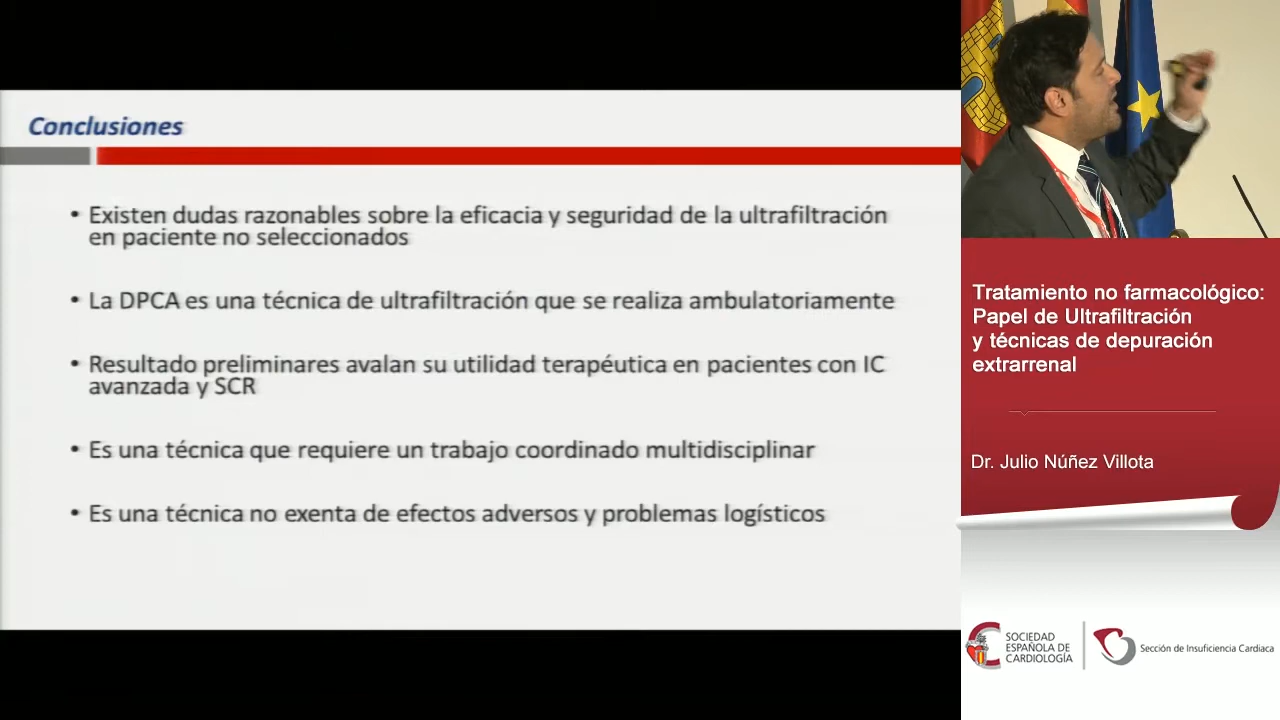 Conclusiones
• Existen dudas razonables sobre la eficacia y seguridad de la ultrafiltración
en paciente no seleccionados
• La DPCA es una técnica de ultrafiltración que se realiza ambulatoriamente
• Resultado preliminares avalan su utilidad terapéutica en pacientes con IC
avanzada y SCR
• Es una técnica que requiere un trabajo coordinado multidisciplinar
• Es una técnica no exenta de efectos adversos y problemas logísticos
Tratamiento no farmacológico:
Papel de Ultrafiltración
y técnicas de depuración
extrarrenal
Dr. Julio Núñez Villota
SOCIEDAD
ESPAÑOLA DE
CARDIOLOGÍA
Sección de Insuficiencia Cardiaca